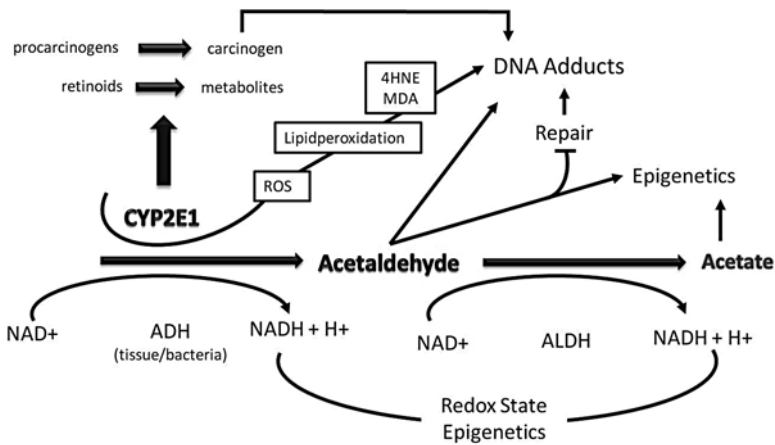 procarcinogens
carcinogen
retinoids
metabolites
4HNE
MDA
DNA Adducts
Lipidperoxidation
Repair
ROS
Epigenetics
CYP2E1
Acetaldehyde
Acetate
NAD+
ADH
(tissue/bacteria)
NADH + H+
NAD+
ALDH
NADH + H+
Redox State
Epigenetics